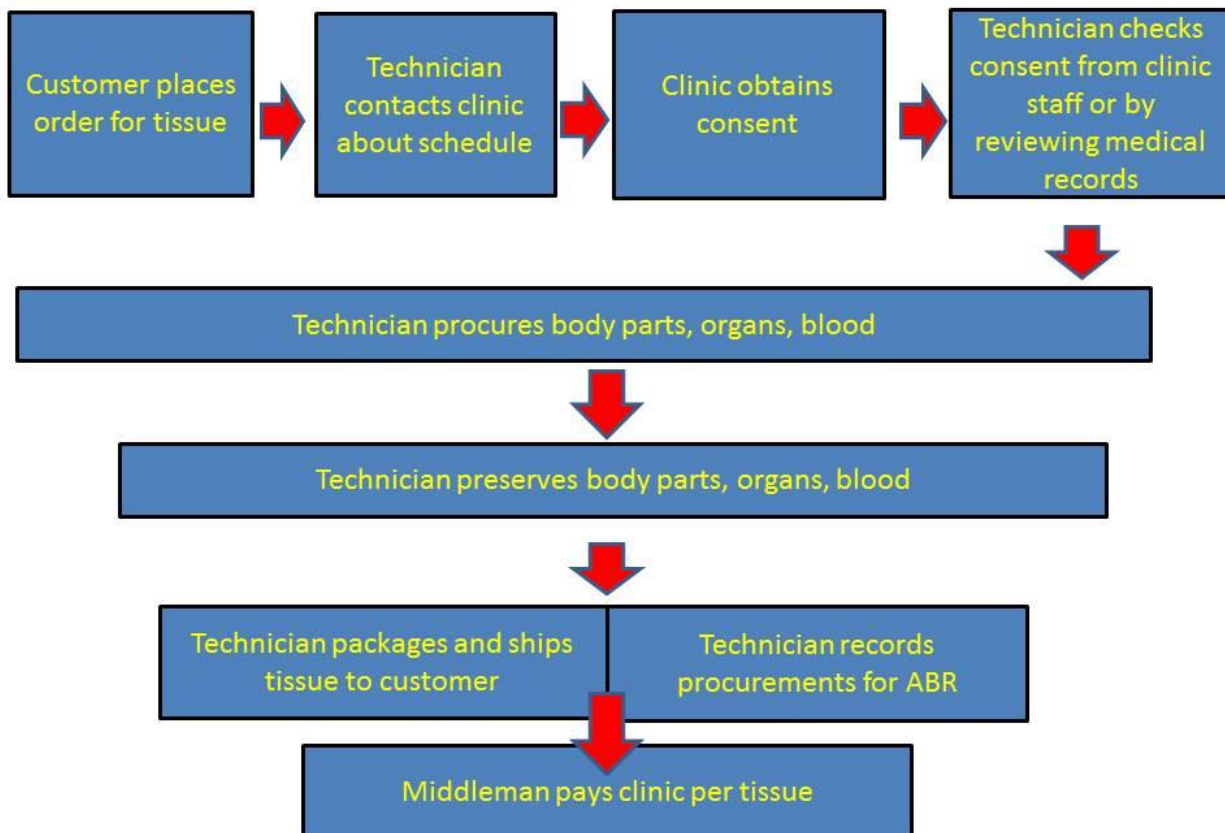 Customer places
order for tissue
Technician
contacts clinic
about schedule
Clinic obtains
consent
Technician checks
consent from clinic
staff or by
reviewing medical
records
Technician procures body parts, organs, blood
Technician preserves body parts, organs, blood
Technician packages and ships
tissue to customer
Technician records
procurements for ABR
Middleman pays clinic per tissue